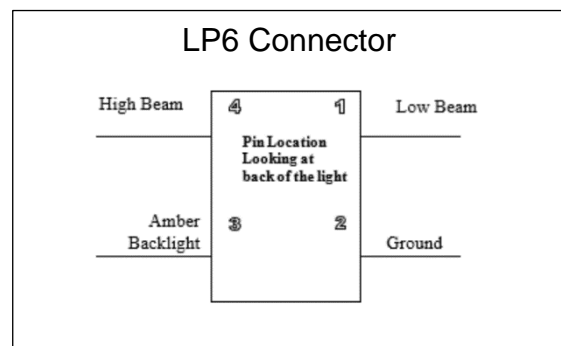 LP6 Connector
High Beam
4
1
Low Beam
Pin Location
Looking at
back of the light
Amber
Backlight
3
2
Ground